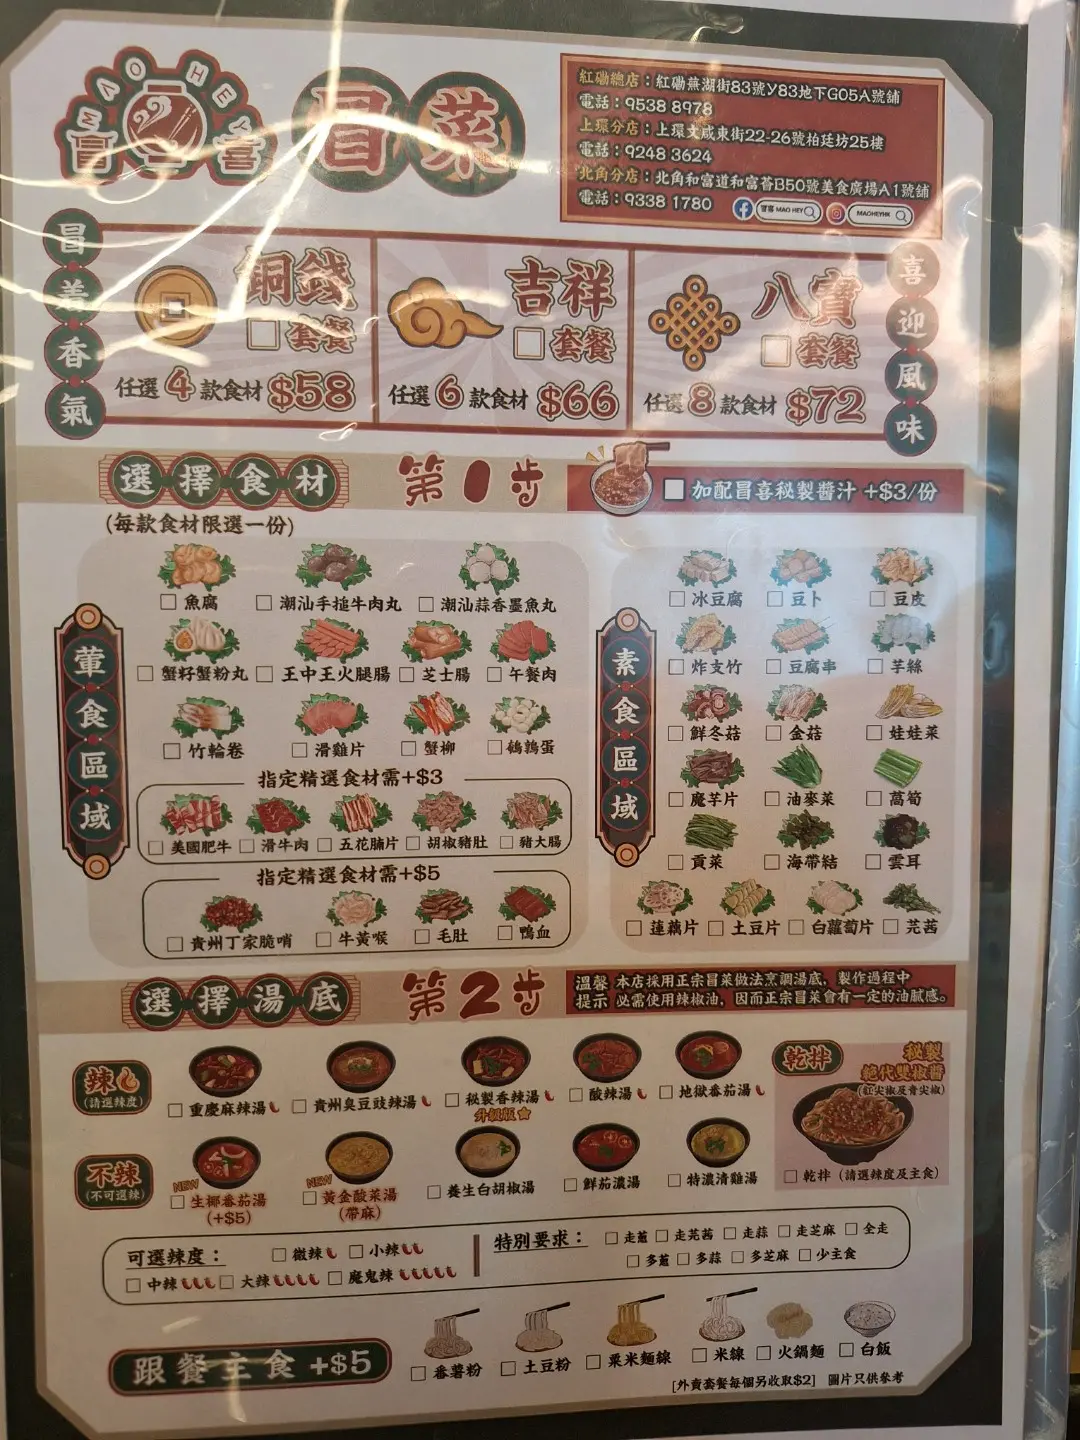 MAO HEY
冒喜
冒菜
紅磡總店：紅磡蕪湖街83號Y83地下G05A號舖
電話：9538 8978
上環分店：上環文咸東街22-26號柏廷坊25樓
電話：9248 3624
北角分店：北角和富道和富薈B50號美食廣場A1號舖
電話：9338 1780
冒喜 MAO HEY
MAOHEYHK
冒着香氣
喜迎風味
銅錢
套餐
任選4款食材 $58
吉祥
套餐
任選6款食材 $66
八寶
套餐
任選8款食材 $72
選擇食材
第1步
加配冒喜秘製醬汁 +$3/份
(每款食材限選一份)
葷食區域
魚腐 潮汕手搥牛肉丸 潮汕蒜香墨魚丸
蟹籽蟹粉丸 王中王火腿腸 芝士腸 午餐肉
竹輪卷 滑雞片 蟹柳 鵪鶉蛋
指定精選食材需+$3
美國肥牛 滑牛肉 五花腩片 胡椒豬肚 豬大腸
指定精選食材需+$5
貴州丁家脆哨 牛黃喉 毛肚 鴨血
素食區域
冰豆腐 豆卜 豆皮
炸支竹 豆腐串 芋絲
鮮冬菇 金菇 娃娃菜
魔芋片 油麥菜 萵筍
貢菜 海帶結 雲耳
蓮藕片 土豆片 白蘿蔔片 芫茜
選擇湯底
第2步
溫馨 本店採用正宗冒菜做法烹調湯底，製作過程中
提示 必需使用辣椒油，因而正宗冒菜會有一定的油膩感。
辣
(請選辣度)
重慶麻辣湯 貴州臭豆豉辣湯 秘製香辣湯 酸辣湯 地獄番茄湯
升級版
乾拌
秘製
絕代雙椒醬
(紅尖椒及青尖椒)
乾拌（請選辣度及主食）
不辣
(不可選辣)
NEW 生椰番茄湯 NEW 黃金酸菜湯 養生白胡椒湯 鮮茄濃湯 特濃清雞湯
(+$5) (帶麻)
可選辣度： 微辣 小辣
中辣 大辣 魔鬼辣
特別要求： 走蔥 走芫茜 走蒜 走芝麻 全走
多蔥 多蒜 多芝麻 少主食
跟餐主食 +$5
番薯粉 土豆粉 粟米麵線 米線 火鍋麵 白飯
[外賣套餐每個另收取$2] 圖片只供參考